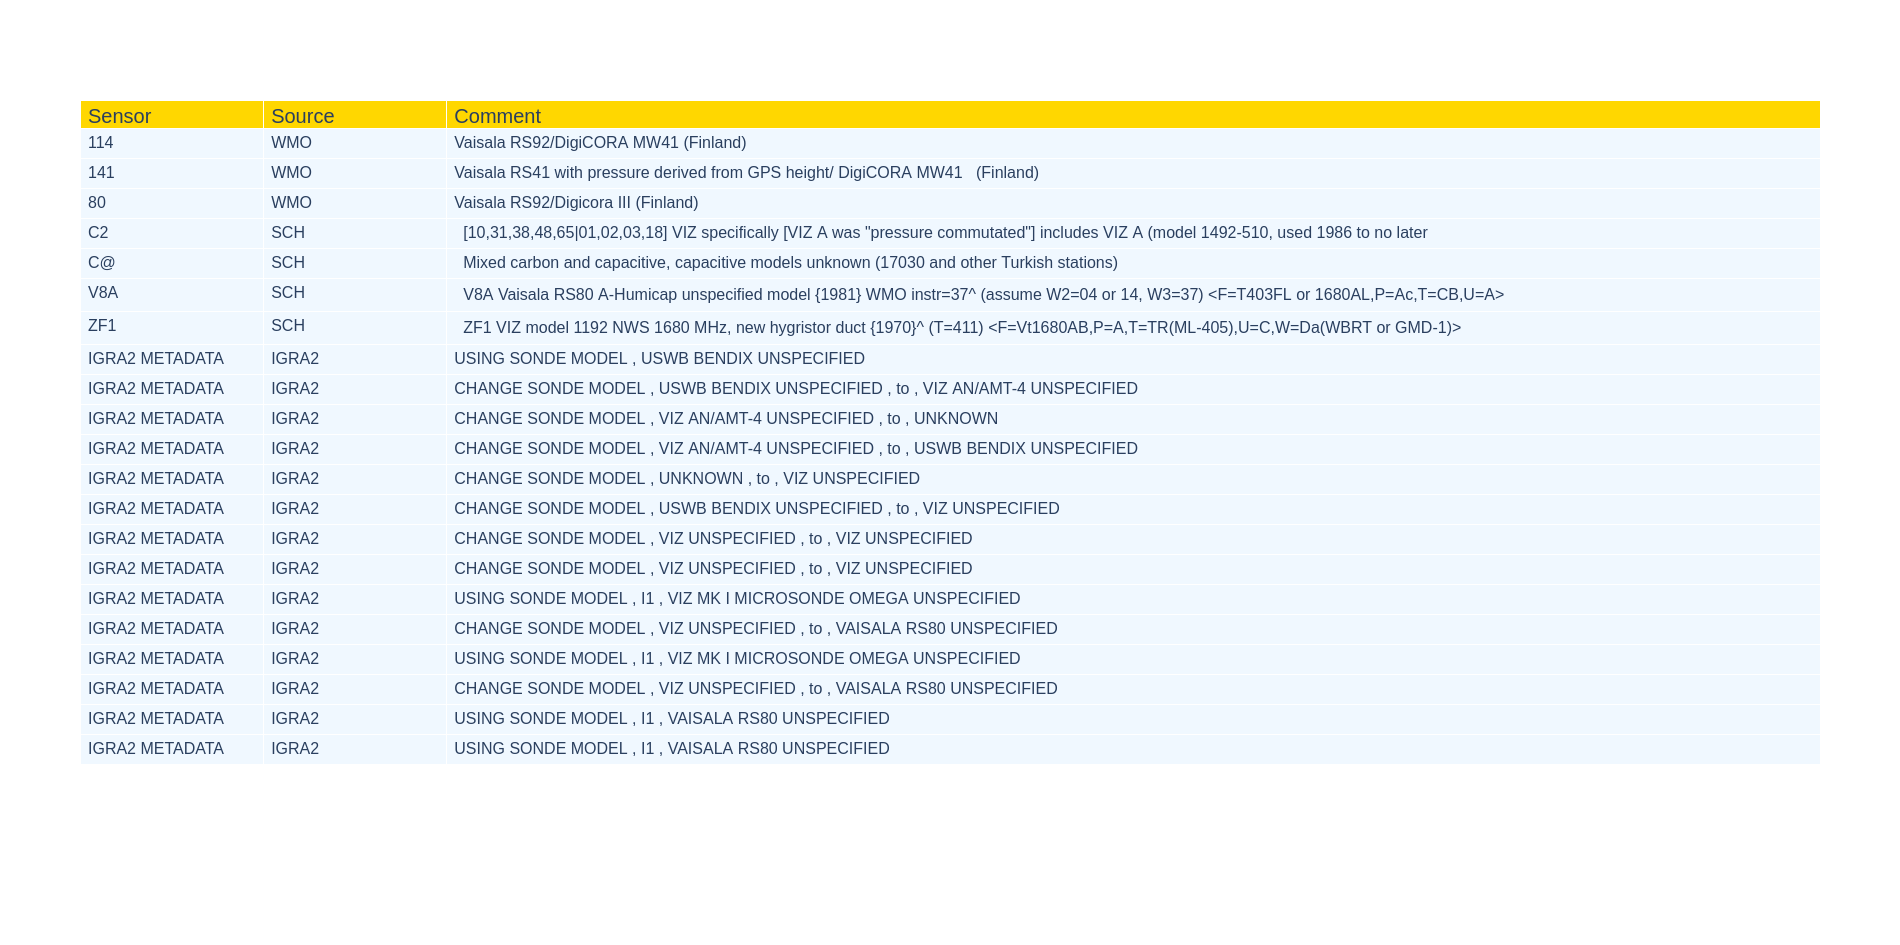 Sensor Source Comment
114 WMO Vaisala RS92/DigiCORA MW41 (Finland)
141 WMO Vaisala RS41 with pressure derived from GPS height/ DigiCORA MW41 (Finland)
80 WMO Vaisala RS92/Digicora III (Finland)
C2 SCH [10,31,38,48,65|01,02,03,18] VIZ specifically [VIZ A was "pressure commutated"] includes VIZ A (model 1492-510, used 1986 to no later
C@ SCH Mixed carbon and capacitive, capacitive models unknown (17030 and other Turkish stations)
V8A SCH V8A Vaisala RS80 A-Humicap unspecified model {1981} WMO instr=37^ (assume W2=04 or 14, W3=37) <F=T403FL or 1680AL,P=Ac,T=CB,U=A>
ZF1 SCH ZF1 VIZ model 1192 NWS 1680 MHz, new hygristor duct {1970}^ (T=411) <F=Vt1680AB,P=A,T=TR(ML-405),U=C,W=Da(WBRT or GMD-1)>
IGRA2 METADATA IGRA2 USING SONDE MODEL , USWB BENDIX UNSPECIFIED
IGRA2 METADATA IGRA2 CHANGE SONDE MODEL , USWB BENDIX UNSPECIFIED , to , VIZ AN/AMT-4 UNSPECIFIED
IGRA2 METADATA IGRA2 CHANGE SONDE MODEL , VIZ AN/AMT-4 UNSPECIFIED , to , UNKNOWN
IGRA2 METADATA IGRA2 CHANGE SONDE MODEL , VIZ AN/AMT-4 UNSPECIFIED , to , USWB BENDIX UNSPECIFIED
IGRA2 METADATA IGRA2 CHANGE SONDE MODEL , UNKNOWN , to , VIZ UNSPECIFIED
IGRA2 METADATA IGRA2 CHANGE SONDE MODEL , USWB BENDIX UNSPECIFIED , to , VIZ UNSPECIFIED
IGRA2 METADATA IGRA2 CHANGE SONDE MODEL , VIZ UNSPECIFIED , to , VIZ UNSPECIFIED
IGRA2 METADATA IGRA2 CHANGE SONDE MODEL , VIZ UNSPECIFIED , to , VIZ UNSPECIFIED
IGRA2 METADATA IGRA2 USING SONDE MODEL , I1 , VIZ MK I MICROSONDE OMEGA UNSPECIFIED
IGRA2 METADATA IGRA2 CHANGE SONDE MODEL , VIZ UNSPECIFIED , to , VAISALA RS80 UNSPECIFIED
IGRA2 METADATA IGRA2 USING SONDE MODEL , I1 , VIZ MK I MICROSONDE OMEGA UNSPECIFIED
IGRA2 METADATA IGRA2 CHANGE SONDE MODEL , VIZ UNSPECIFIED , to , VAISALA RS80 UNSPECIFIED
IGRA2 METADATA IGRA2 USING SONDE MODEL , I1 , VAISALA RS80 UNSPECIFIED
IGRA2 METADATA IGRA2 USING SONDE MODEL , I1 , VAISALA RS80 UNSPECIFIED